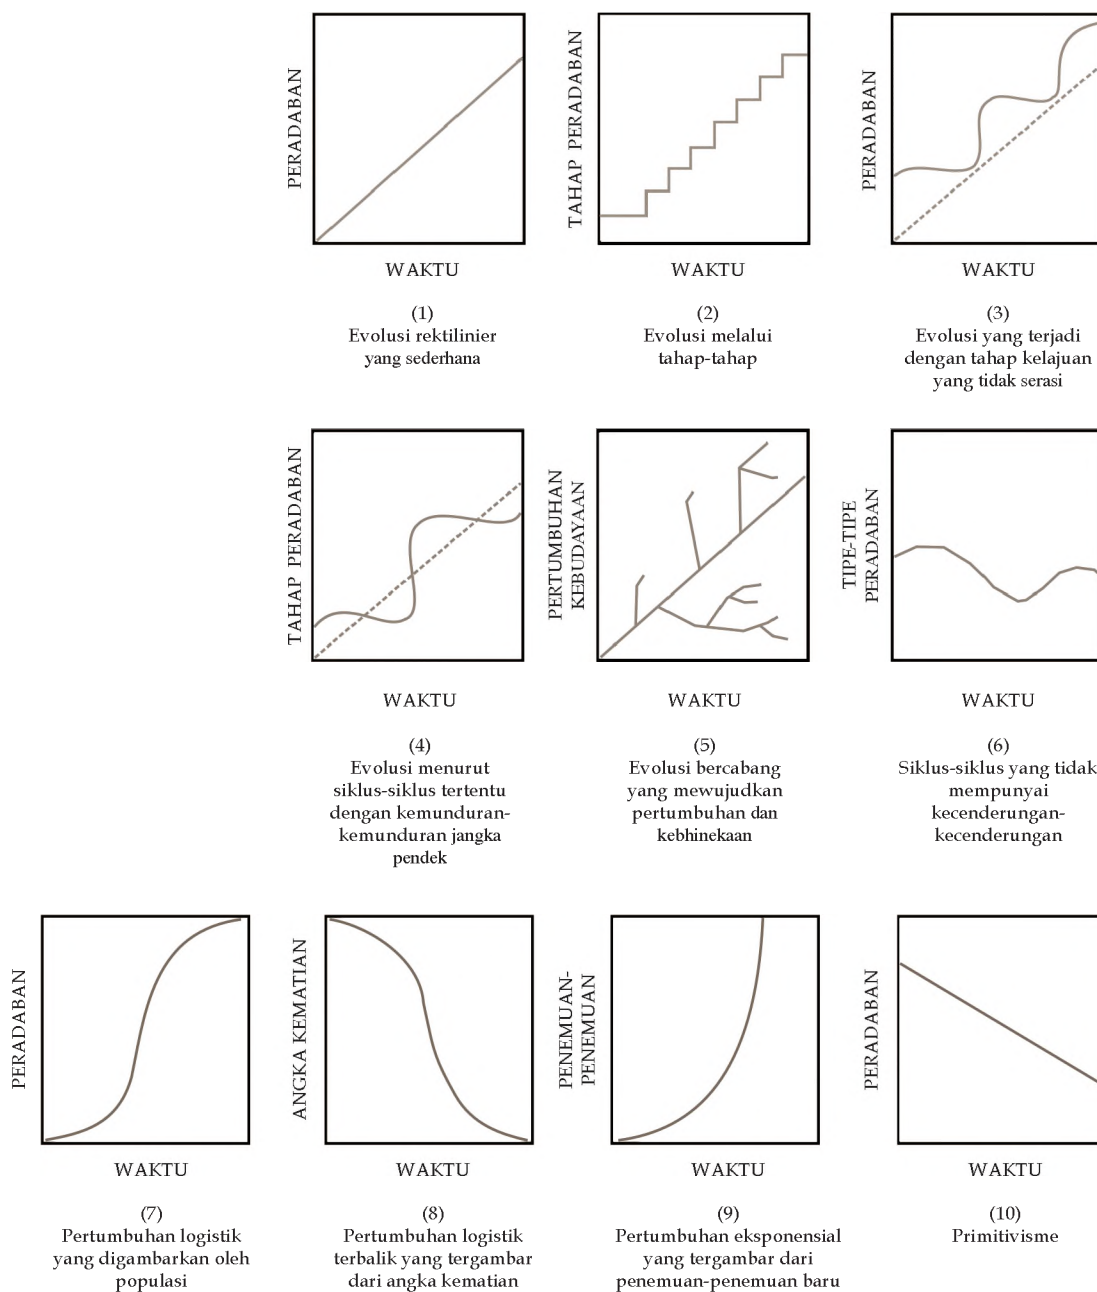 PERADABAN
WAKTU
(1)
Evolusi rektilinier
yang sederhana
TAHAP PERADABAN
WAKTU
(2)
Evolusi melalui
tahap-tahap
PERADABAN
WAKTU
(3)
Evolusi yang terjadi
dengan tahap kelajuan
yang tidak serasi
TAHAP PERADABAN
WAKTU
(4)
Evolusi menurut
siklus-siklus tertentu
dengan kemunduran-
kemunduran jangka
pendek
PERTUMBUHAN
KEBUDAYAAN
WAKTU
(5)
Evolusi bercabang
yang mewujudkan
pertumbuhan dan
kebhinekaan
TIPE-TIPE
PERADABAN
WAKTU
(6)
Siklus-siklus yang tidak
mempunyai
kecenderungan-
kecenderungan
PERADABAN
WAKTU
(7)
Pertumbuhan logistik
yang digambarkan oleh
populasi
ANGKA KEMATIAN
WAKTU
(8)
Pertumbuhan logistik
terbalik yang tergambar
dari angka kematian
PENEMUAN-
PENEMUAN
WAKTU
(9)
Pertumbuhan eksponensial
yang tergambar dari
penemuan-penemuan baru
PERADABAN
WAKTU
(10)
Primitivisme